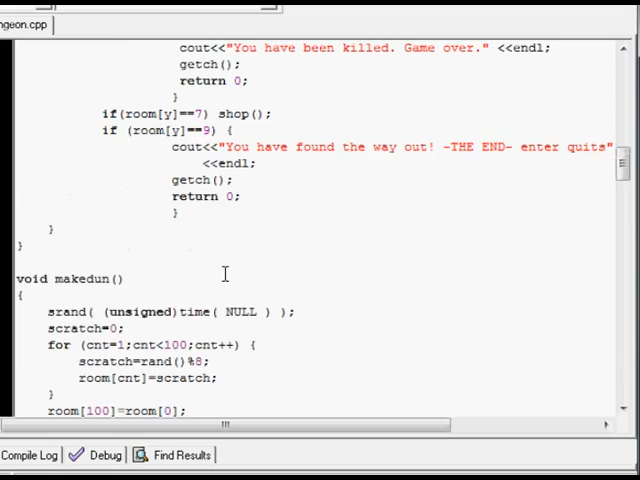 ngeon.cpp
cout<<"You have been killed. Game over." <<endl;
getch();
return 0;
}
if(room[y]==7) shop();
if (room[y]==9) {
cout<<"You have found the way out! -THE END- enter quits"
<<endl;
getch();
return 0;
}
}
}
void makedun()
{
srand( (unsigned)time( NULL ) );
scratch=0;
for (cnt=1;cnt<100;cnt++) {
scratch=rand()%8;
room[cnt]=scratch;
}
room[100]=room[0];
Compile Log Debug Find Results